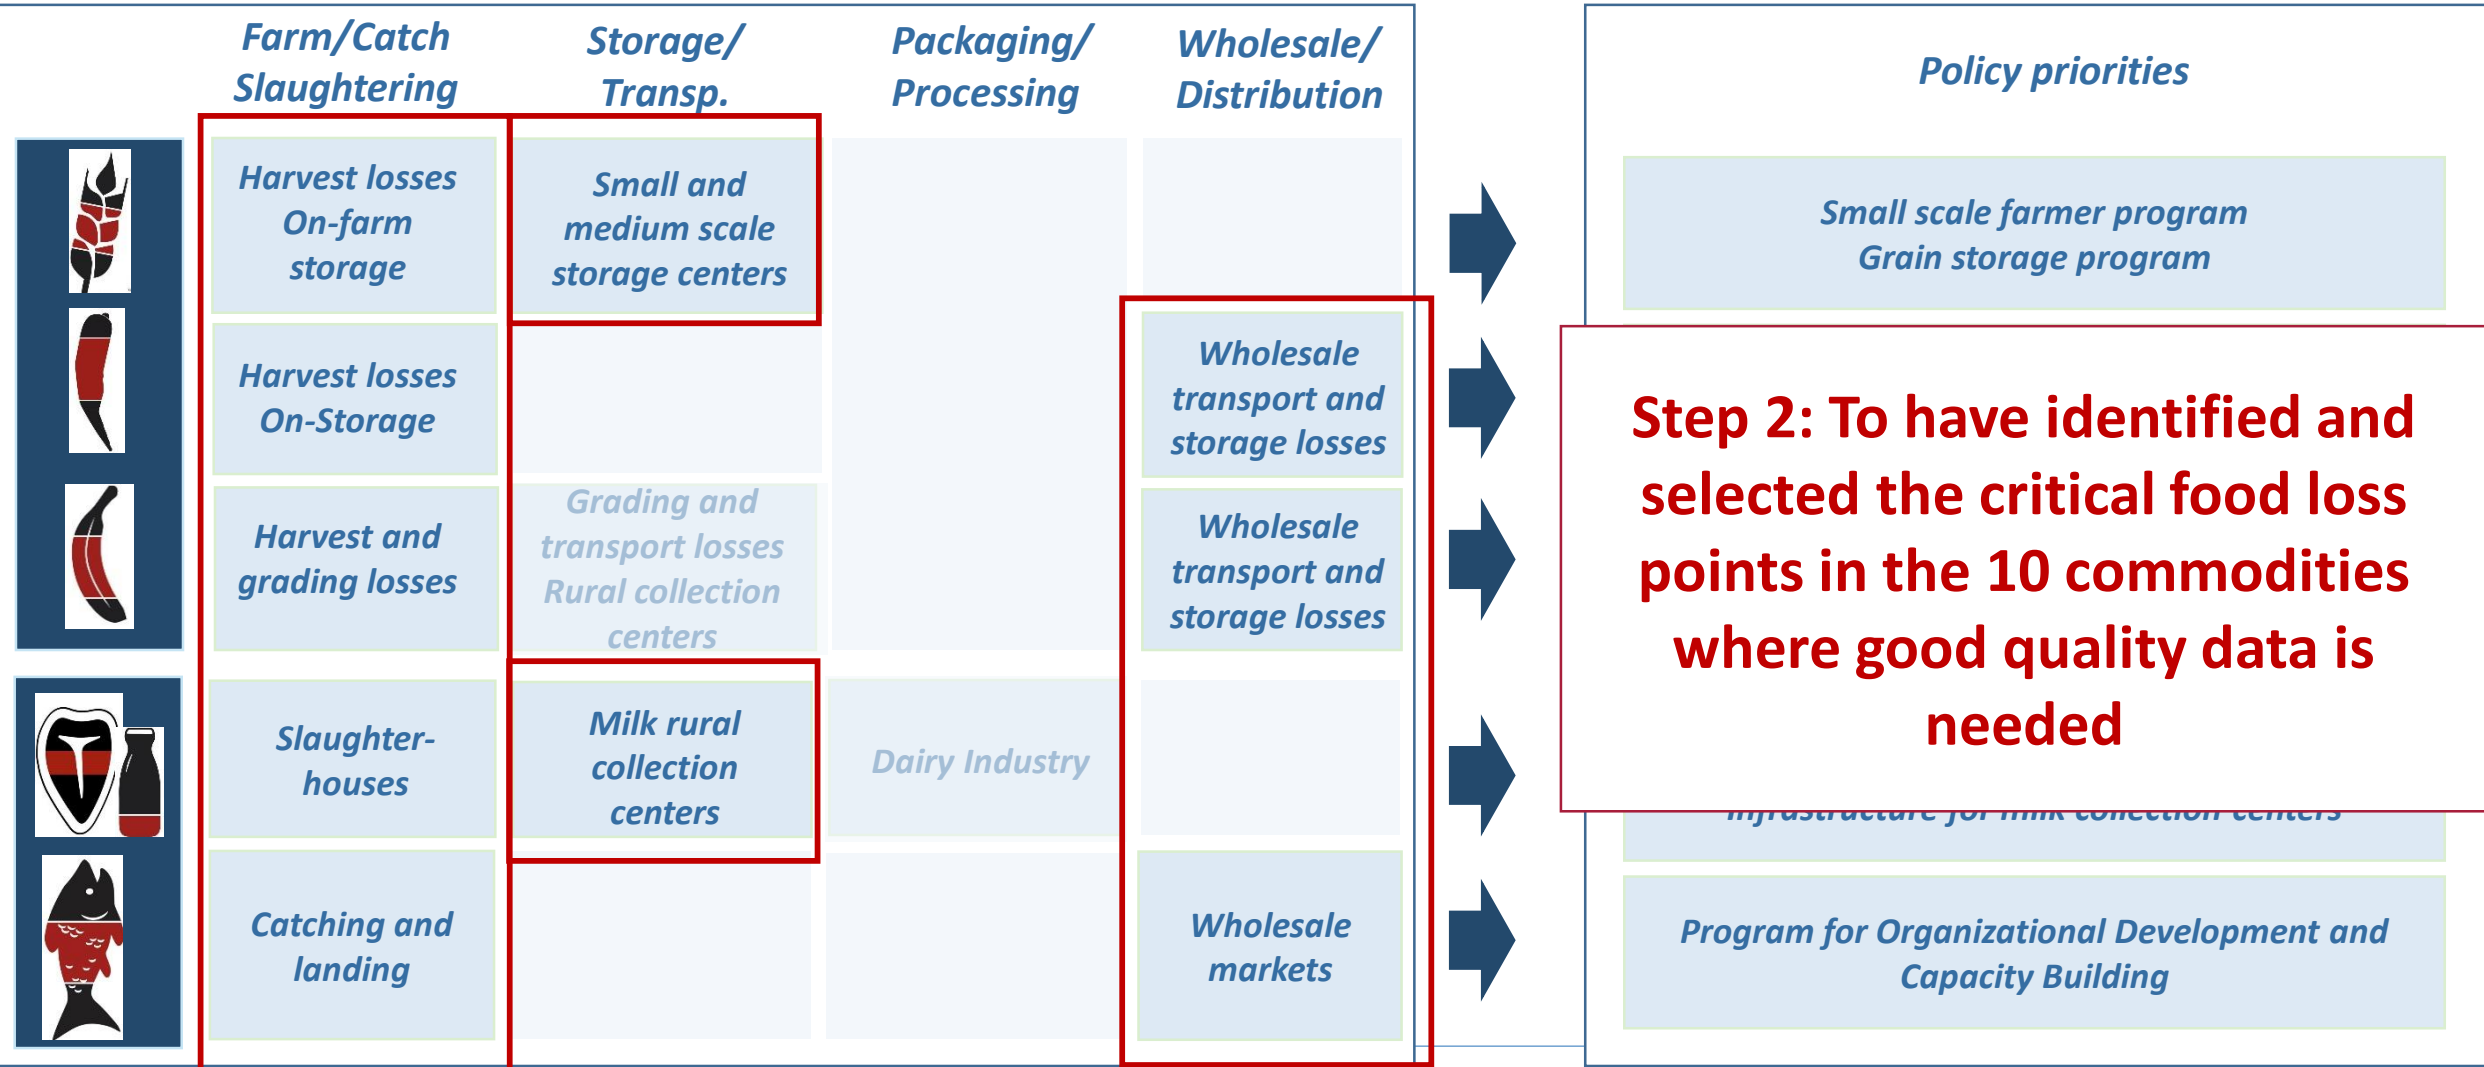 Farm/Catch
Slaughtering
Storage/
Transp.
Packaging/
Processing
Wholesale/
Distribution
Policy priorities
Harvest losses
On-farm
storage
Small and
medium scale
storage centers
Small scale farmer program
Grain storage program
Harvest losses
On-Storage
Wholesale
transport and
storage losses
Harvest and
grading losses
Grading and
transport losses
Rural collection
centers
Wholesale
transport and
storage losses
Step 2: To have identified and
selected the critical food loss
points in the 10 commodities
where good quality data is
needed
Slaughter-
houses
Milk rural
collection
centers
Dairy Industry
infrastructure for milk collection centers
Catching and
landing
Wholesale
markets
Program for Organizational Development and
Capacity Building